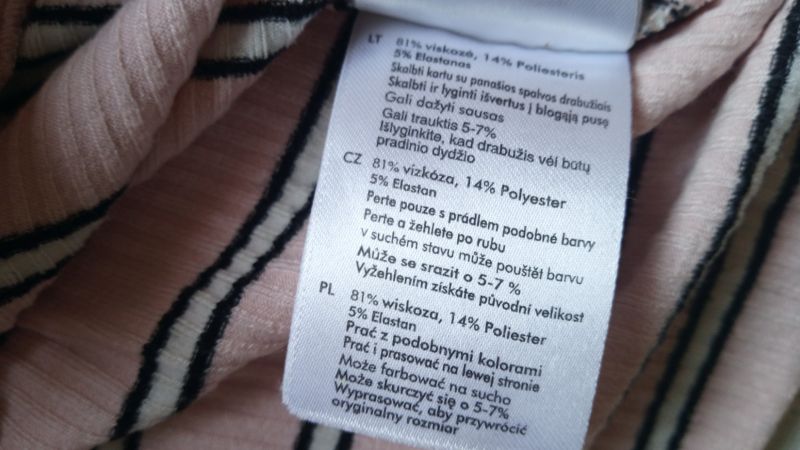 LT 81% viskozė, 14% Poliesteris
5% Elastanas
Skalbti kartu su panašios spalvos drabužiais
Skalbti ir lyginti išvertus į blogąją pusę
Gali dažyti sausas
Gali trauktis 5-7%
Išlyginkite, kad drabužis vėl būtų
pradinio dydžio
CZ 81% vizkóza, 14% Polyester
5% Elastan
Perte pouze s prádlem podobné barvy
Perte a žehlete po rubu
v suchém stavu může pouštět barvu
Může se srazit o 5-7 %
Vyžehlením získáte původní velikost
PL 81% wiskoza, 14% Poliester
5% Elastan
Prać z podobnymi kolorami
Prać i prasować na lewej stronie
Może farbować na sucho
Może skurczyć się o 5-7%
Wyprasować, aby przywrócić
oryginalny rozmiar